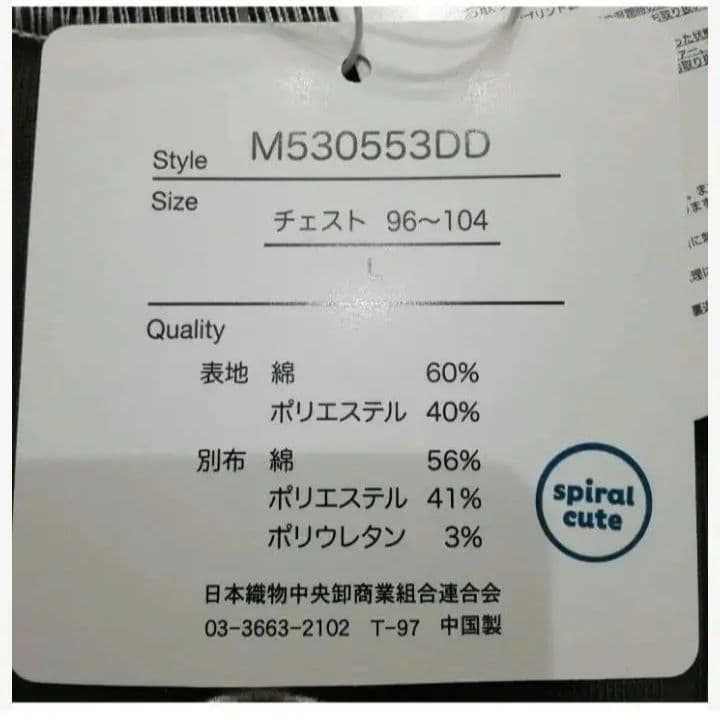 Style M530553DD
Size
チェスト 96〜104
L
Quality
表地 綿 60%
ポリエステル 40%
別布 綿 56%
ポリエステル 41%
ポリウレタン 3%
spiral
cute
日本織物中央卸商業組合連合会
03-3663-2102 T-97 中国製